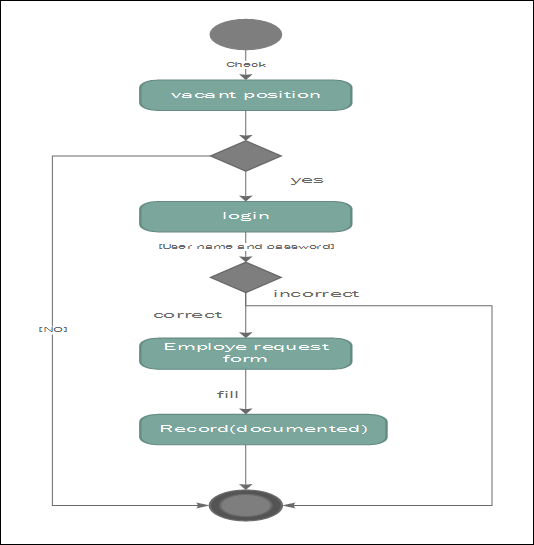 Check
vacant position
yes
login
[User name and password]
incorrect
correct
[NO]
Employe request
form
fill
Record(documented)